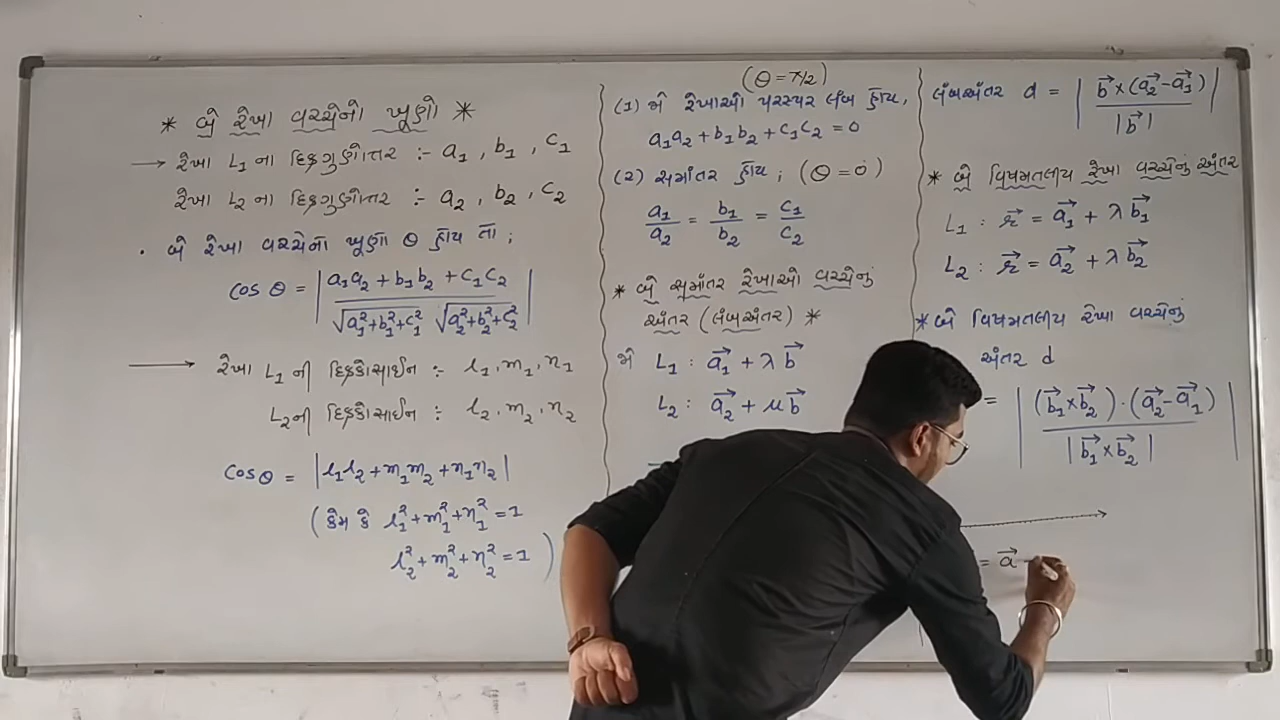 * બે રેખા વચ્ચેનો ખૂણો *
→ રેખા L₁ ના દિક્ગુણોત્તર :- a₁, b₁, c₁
રેખા L₂ ના દિક્ગુણોત્તર :- a₂, b₂, c₂
• બે રેખા વચ્ચેનો ખૂણો θ હોય તો ;
cos θ = | a₁a₂ + b₁b₂ + c₁c₂ / √a₁²+b₁²+c₁² √a₂²+b₂²+c₂² |
→ રેખા L₁ ની દિક્કોસાઈન :- l₁, m₁, n₁
L₂ની દિક્કોસાઈન :- l₂, m₂, n₂
cosθ = |l₁l₂ + m₁m₂ + n₁n₂|
(કેમ કે l₁²+m₁²+n₁²=1
l₂²+m₂²+n₂²=1)
(θ = π/2)
(1) જો રેખાઓ પરસ્પર લંબ હોય,
a₁a₂ + b₁b₂ + c₁c₂ = 0
(2) સમાંતર હોય ; (θ = 0)
a₁/a₂ = b₁/b₂ = c₁/c₂
* બે સમાંતર રેખાઓ વચ્ચેનું
અંતર (લંબઅંતર) *
જો L₁ : a₁⃗ + λ b⃗
L₂ : a₂⃗ + μ b⃗
લંબઅંતર d = | b⃗ × (a₂⃗ - a₁⃗) / |b⃗| |
* બે વિષમતલીય રેખા વચ્ચેનું અંતર
L₁ : r⃗ = a₁⃗ + λ b₁⃗
L₂ : r⃗ = a₂⃗ + λ b₂⃗
* બે વિષમતલીય રેખા વચ્ચેનું
અંતર d
= | (b₁⃗ × b₂⃗) · (a₂⃗ - a₁⃗) / |b₁⃗ × b₂⃗| |
= a⃗